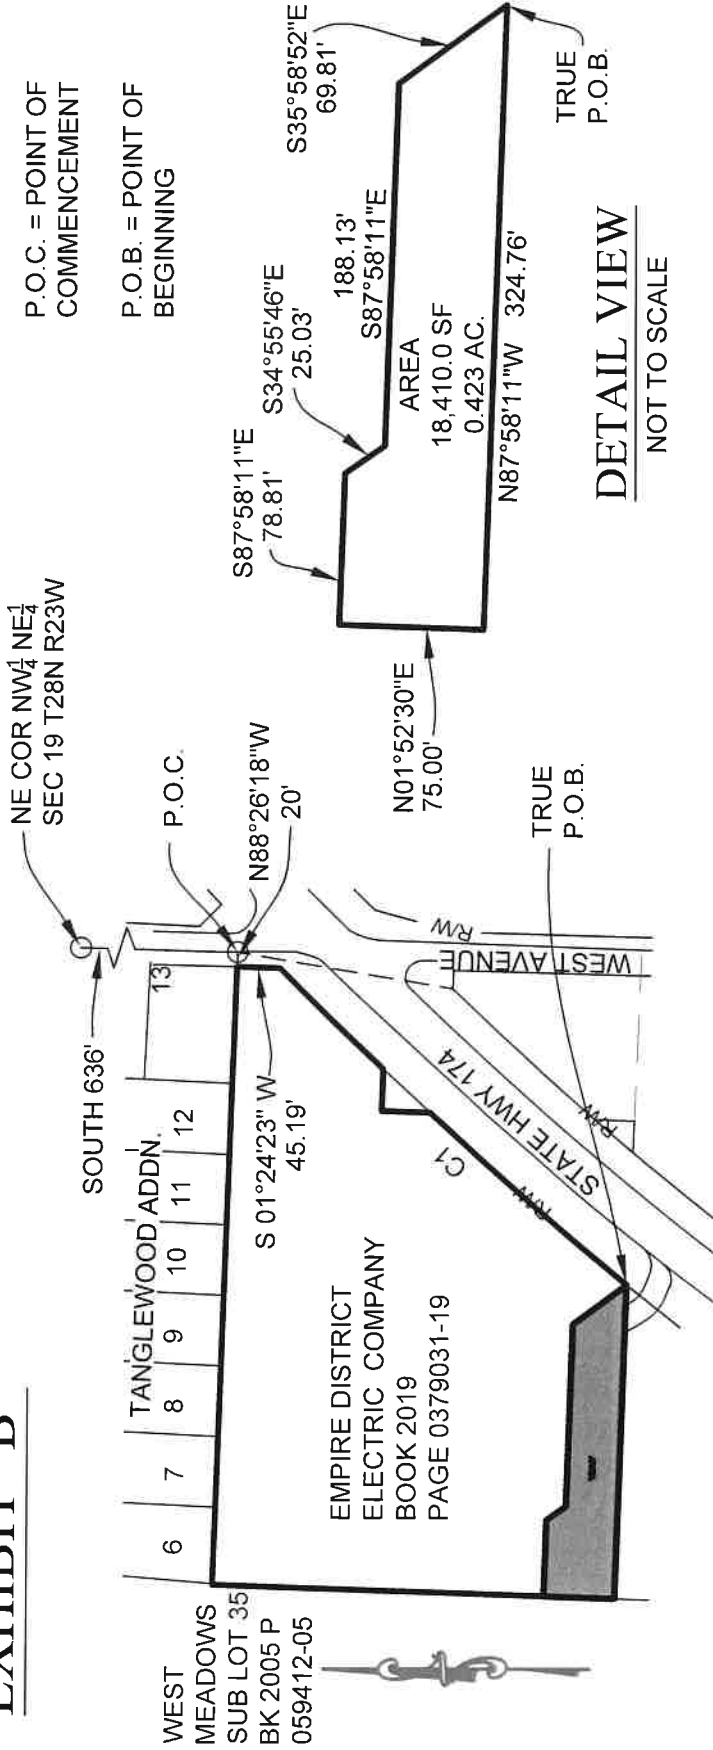 EXHIBIT "B"
NE COR NW¼ NE¼
SEC 19 T28N R23W
SOUTH 636'
P.O.C.
N88°26'18"W
20'
P.O.C. = POINT OF
COMMENCEMENT
P.O.B. = POINT OF
BEGINNING
WEST
MEADOWS
SUB LOT 35
BK 2005 P
059412-05
TANGLEWOOD ADDN.
6
7
8
9
10
11
12
13
S 01°24'23" W
45.19'
EMPIRE DISTRICT
ELECTRIC COMPANY
BOOK 2019
PAGE 0379031-19
C1
R/W
STATE HWY 174
R/W
WEST AVENUE
R/W
TRUE
P.O.B.
S87°58'11"E
78.81'
S34°55'46"E
25.03'
188.13'
S87°58'11"E
S35°58'52"E
69.81'
AREA
18,410.0 SF
0.423 AC.
N87°58'11"W 324.76'
N01°52'30"E
75.00'
TRUE
P.O.B.
DETAIL VIEW
NOT TO SCALE